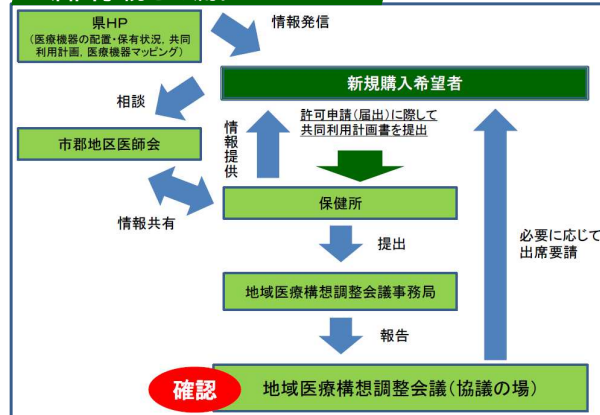 県HP
(医療機器の配置・保有状況, 共同
利用計画, 医療機器マッピング)
情報発信
新規購入希望者
相談
市郡地区医師会
情報提供
許可申請(届出)に際して
共同利用計画書を提出
情報共有
保健所
提出
必要に応じて
出席要請
地域医療構想調整会議事務局
報告
確認
地域医療構想調整会議(協議の場)